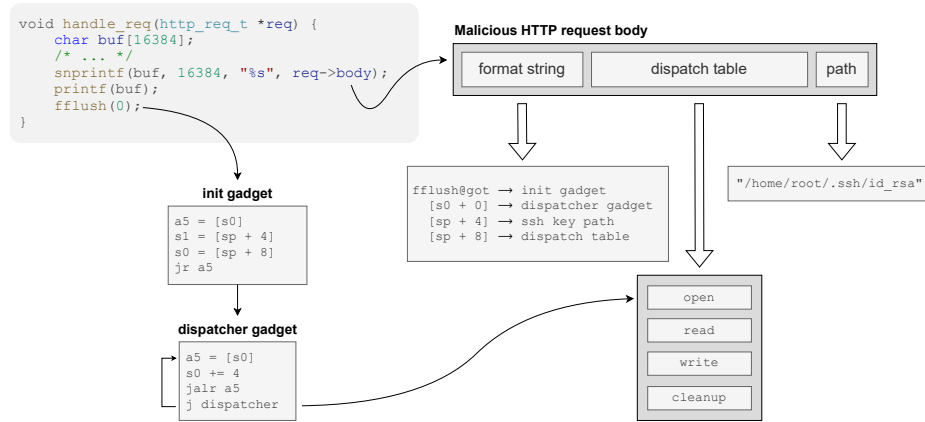 void handle_req(http_req_t *req) {
char buf[16384];
/* ... */
snprintf(buf, 16384, "%s", req->body);
printf(buf);
fflush(0);
}
Malicious HTTP request body
format string
dispatch table
path
fflush@got → init gadget
[s0 + 0] → dispatcher gadget
[sp + 4] → ssh key path
[sp + 8] → dispatch table
"/home/root/.ssh/id_rsa"
init gadget
a5 = [s0]
s1 = [sp + 4]
s0 = [sp + 8]
jr a5
dispatcher gadget
a5 = [s0]
s0 += 4
jalr a5
j dispatcher
open
read
write
cleanup